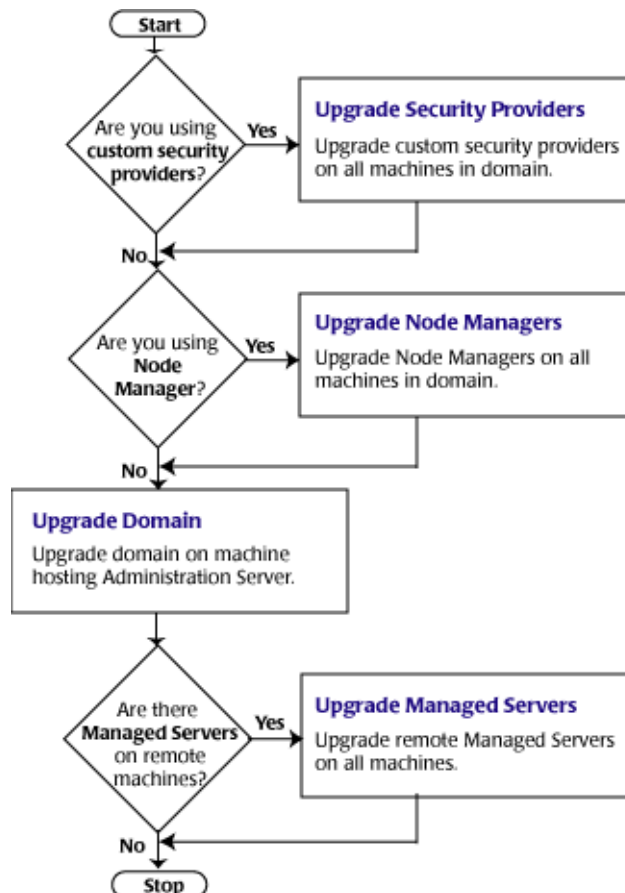 Start
Are you using
custom security
providers?
Yes
Upgrade Security Providers
Upgrade custom security providers
on all machines in domain.
No
Are you using
Node
Manager?
Yes
Upgrade Node Managers
Upgrade Node Managers on all
machines in domain.
No
Upgrade Domain
Upgrade domain on machine
hosting Administration Server.
Are there
Managed Servers
on remote
machines?
Yes
Upgrade Managed Servers
Upgrade remote Managed Servers
on all machines.
No
Stop